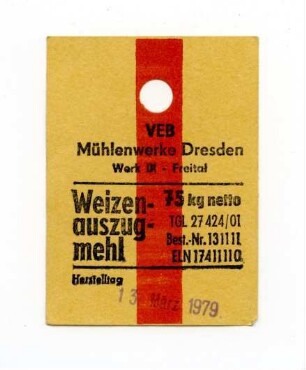 VEB
Mühlenwerke Dresden
Werk IX - Freital
Weizen-
auszug-
mehl
75 kg netto
TGL 27 424/01
Best.-Nr. 131111
ELN 17411110
Herstelltag
13. März 1979